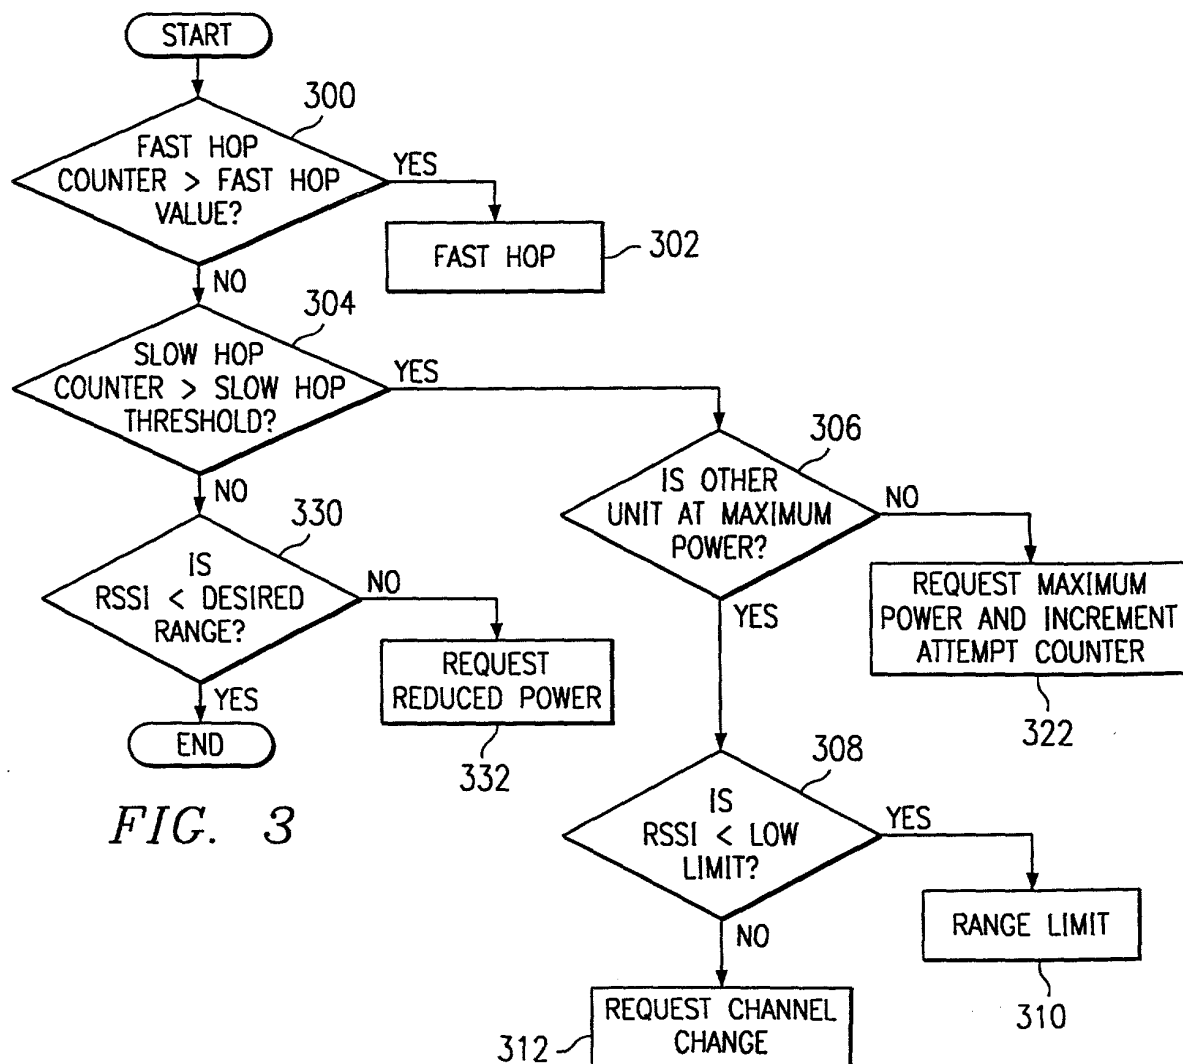 START
300
FAST HOP
COUNTER > FAST HOP
VALUE?
YES
FAST HOP
302
NO
304
SLOW HOP
COUNTER > SLOW HOP
THRESHOLD?
YES
306
IS OTHER
UNIT AT MAXIMUM
POWER?
NO
REQUEST MAXIMUM
POWER AND INCREMENT
ATTEMPT COUNTER
322
NO
330
IS
RSSI < DESIRED
RANGE?
NO
REQUEST
REDUCED POWER
332
YES
END
YES
308
IS
RSSI < LOW
LIMIT?
YES
RANGE LIMIT
310
NO
REQUEST CHANNEL
CHANGE
312
FIG. 3